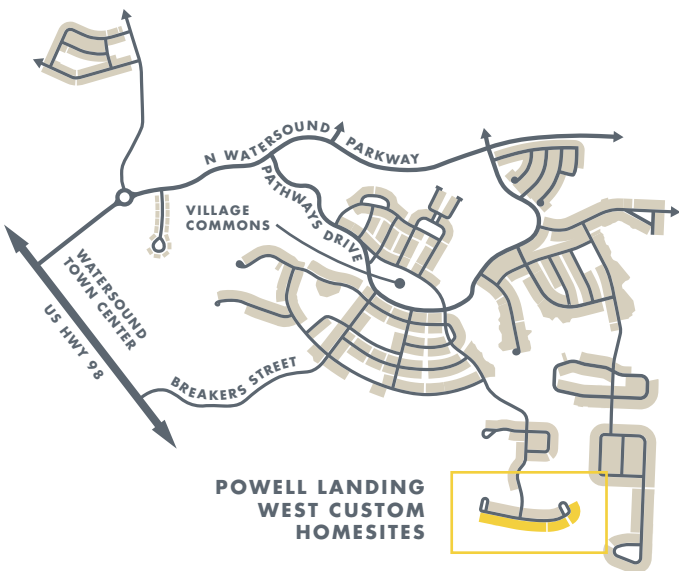 N WATERSOUND PARKWAY
PATHWAYS DRIVE
VILLAGE
COMMONS
WATERSOUND
TOWN CENTER
US HWY 98
BREAKERS STREET
POWELL LANDING
WEST CUSTOM
HOMESITES